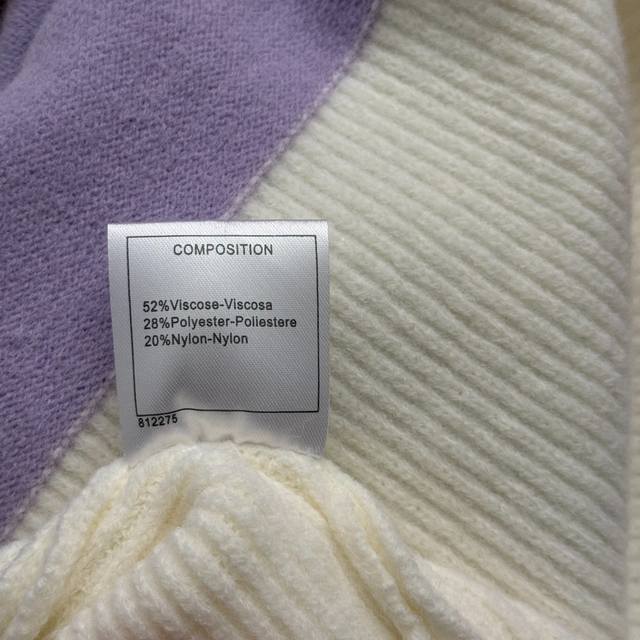 COMPOSITION
52%Viscose-Viscosa
28%Polyester-Poliestere
20%Nylon-Nylon
812275